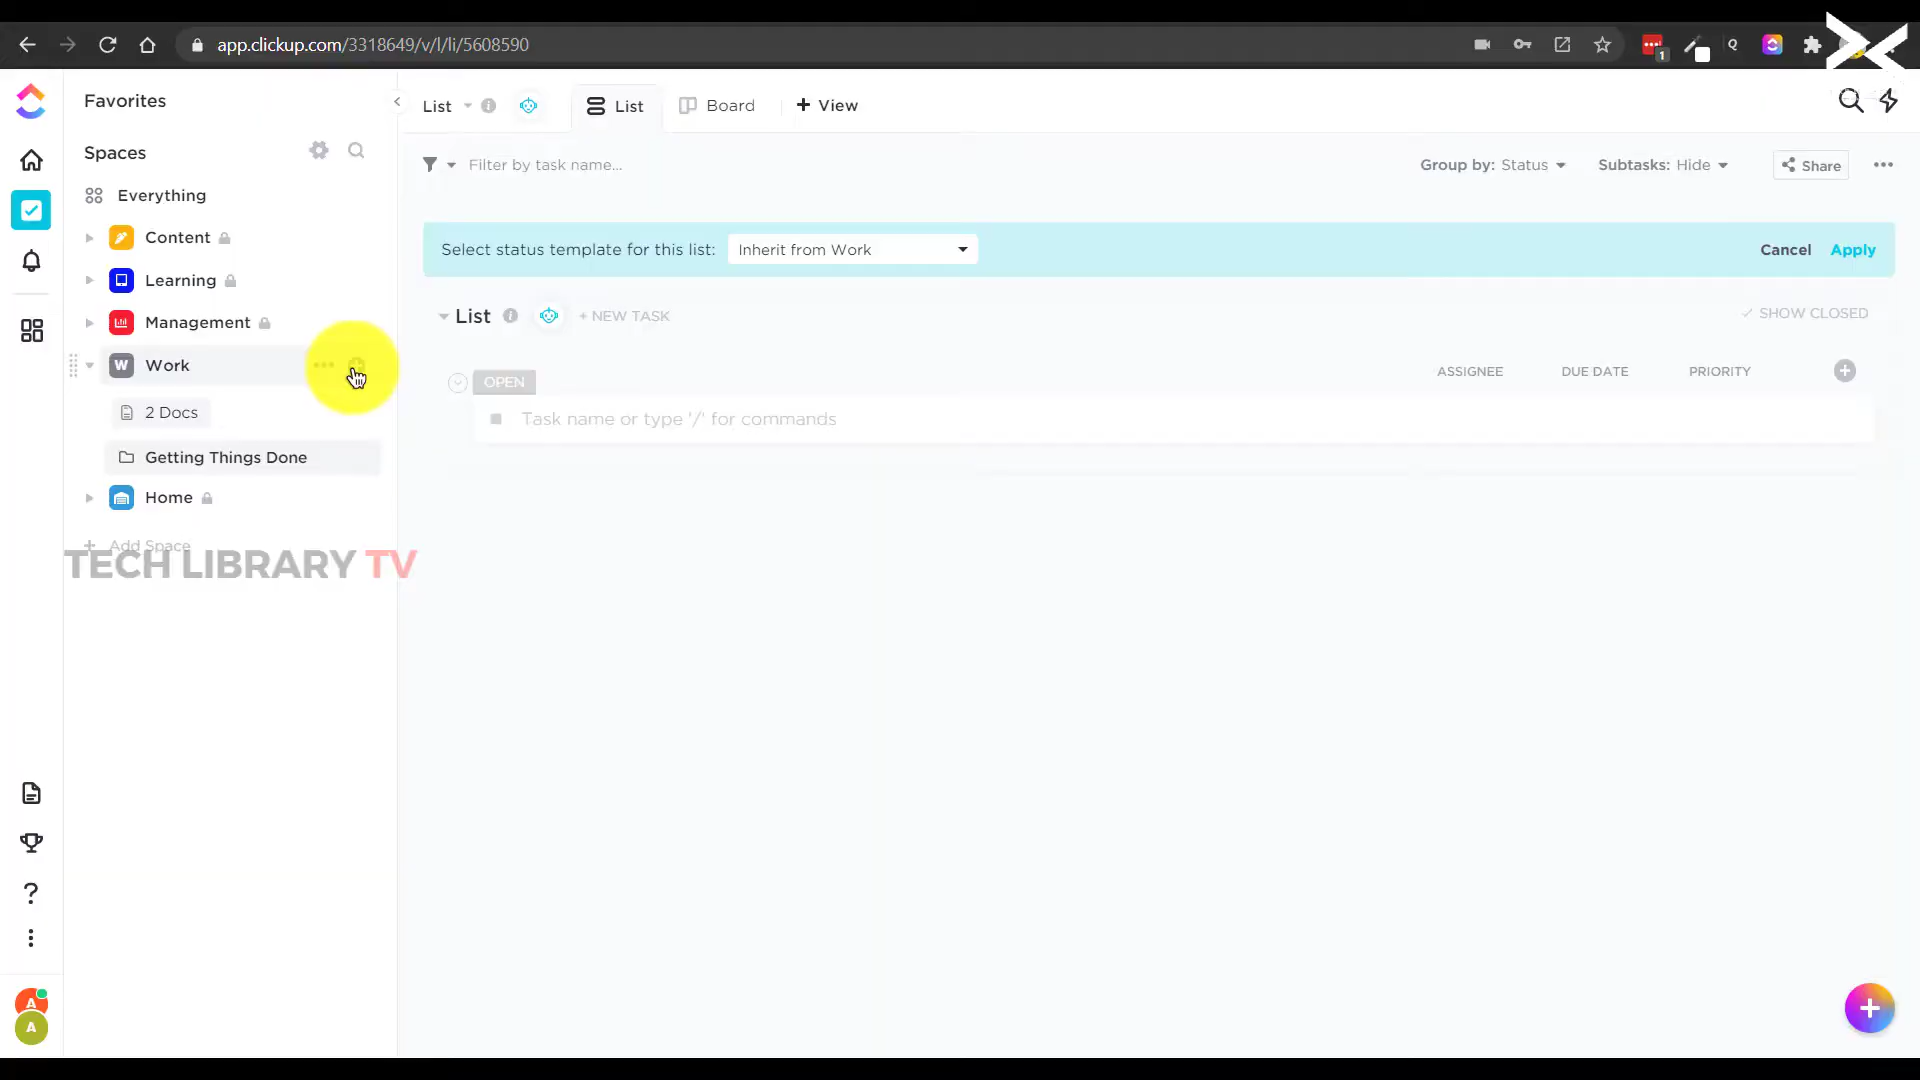 app.clickup.com/3318649/v/l/li/5608590
1
Q
Favorites
List
List
Board
+ View
Spaces
Filter by task name...
Group by: Status
Subtasks: Hide
Share
Everything
Content
Select status template for this list:
Inherit from Work
Cancel
Apply
Learning
Management
List
+ NEW TASK
SHOW CLOSED
W
Work
OPEN
ASSIGNEE
DUE DATE
PRIORITY
2 Docs
Task name or type '/' for commands
Getting Things Done
Home
+ Add Space
TECH LIBRARY TV
?
A
A